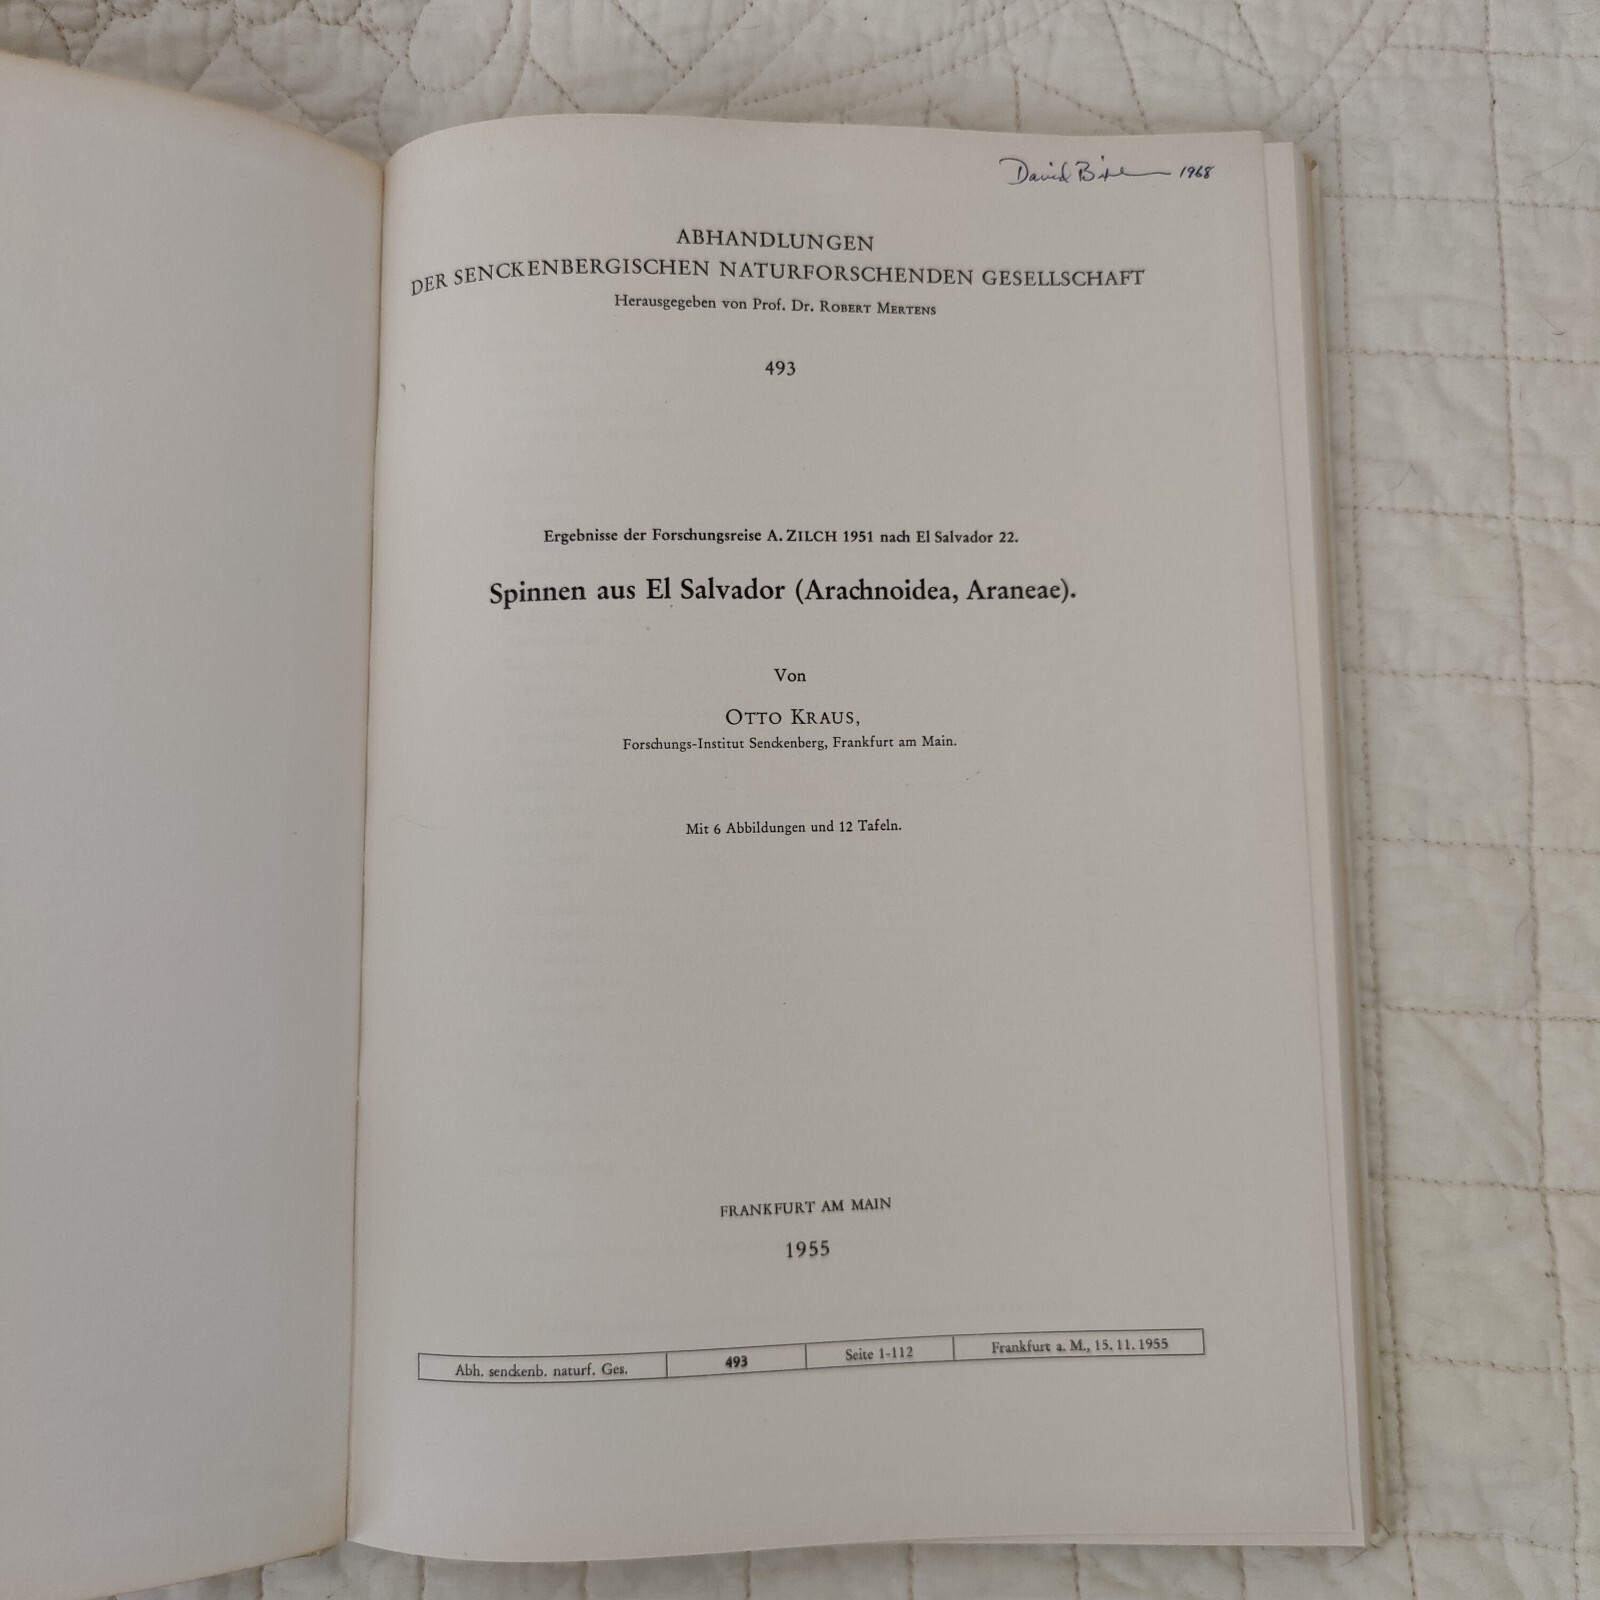 David 1968
ABHANDLUNGEN
DER SENCKENBERGISCHEN NATURFORSCHENDEN GESELLSCHAFT
Herausgegeben von Prof. Dr. ROBERT MERTENS
493
Ergebnisse der Forschungsreise A. ZILCH 1951 nach El Salvador 22.
Spinnen aus El Salvador (Arachnoidea, Araneae).
Von
OTTO KRAUS,
Forschungs-Institut Senckenberg, Frankfurt am Main.
Mit 6 Abbildungen und 12 Tafeln.
FRANKFURT AM MAIN
1955
Abh. senckenb. naturf. Ges. 493 Seite 1-112 Frankfurt a. M., 15. 11. 1955